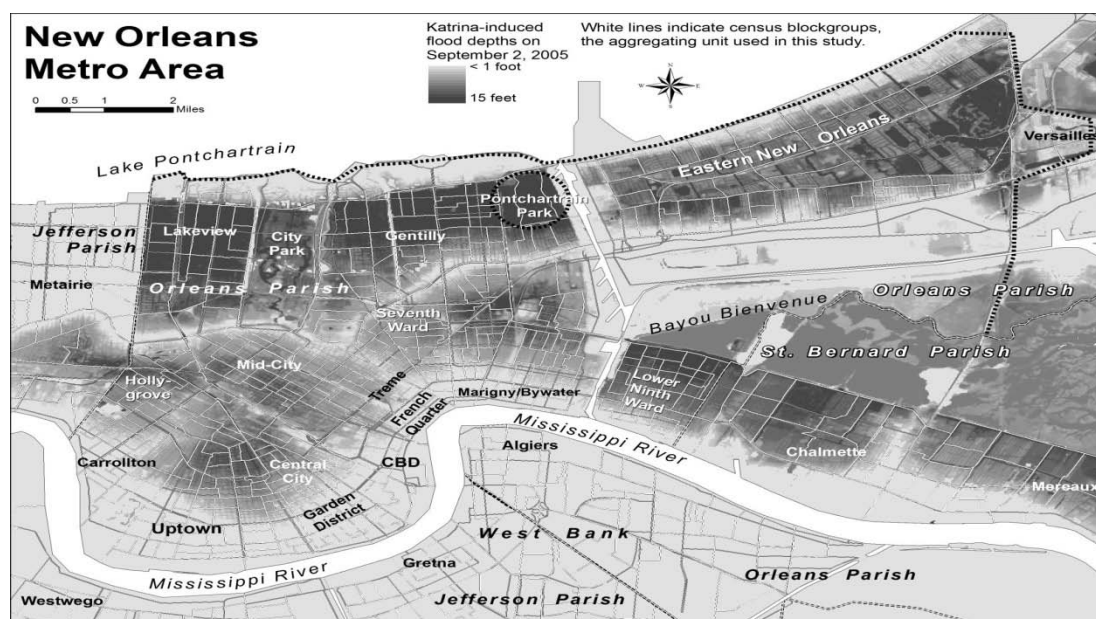 New Orleans
Metro Area
0 0.5 1 2
Miles
Katrina-induced
flood depths on
September 2, 2005
< 1 foot
15 feet
White lines indicate census blockgroups,
the aggregating unit used in this study.
N
W E
S
Lake Pontchartrain
Eastern New Orleans
Versailles
Pontchartrain
Park
Jefferson
Parish
Lakeview
City
Park
Gentilly
Metairie
Orleans Parish
Orleans Parish
Bayou Bienvenue
Seventh
Ward
St. Bernard Parish
Mid-City
Holly-
grove
Treme
French
Quarter
Marigny/Bywater
Lower
Ninth
Ward
Mississippi River
Algiers
Chalmette
Carrollton
Central
City
CBD
Garden
District
Mereaux
Uptown
West Bank
Gretna
Mississippi River
Orleans Parish
Westwego
Jefferson Parish